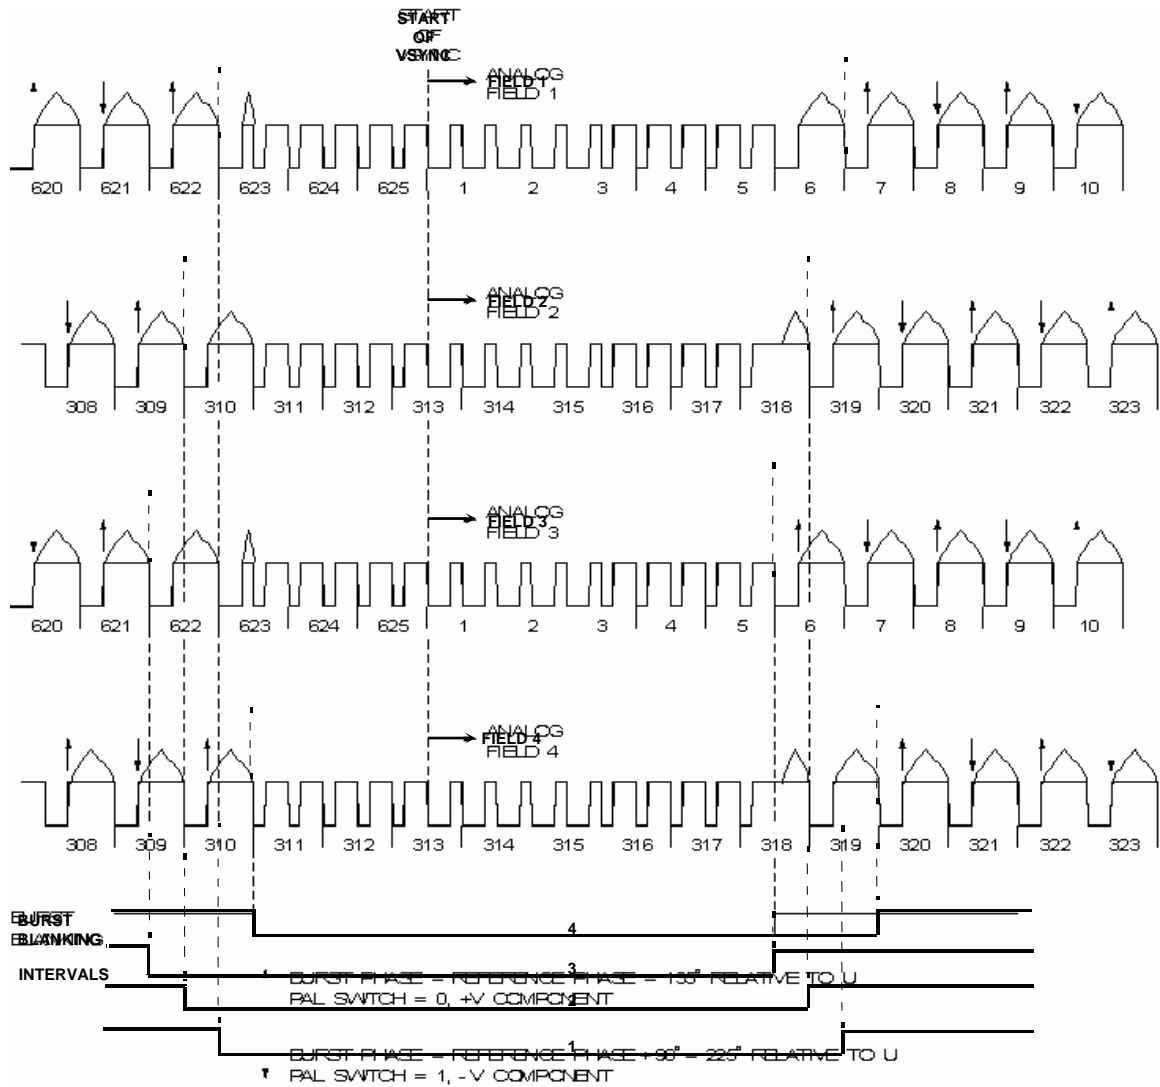 START
OF
VSYNC
ANALOG
FIELD 1
620 621 622 623 624 625 1 2 3 4 5 6 7 8 9 10
ANALOG
FIELD 2
308 309 310 311 312 313 314 315 316 317 318 319 320 321 322 323
ANALOG
FIELD 3
620 621 622 623 624 625 1 2 3 4 5 6 7 8 9 10
ANALOG
FIELD 4
308 309 310 311 312 313 314 315 316 317 318 319 320 321 322 323
BURST
BLANKING
INTERVALS
4
3
BURST PHASE = REFERENCE PHASE = 135° RELATIVE TO U
PAL SWITCH = 0, +V COMPONENT
2
1
BURST PHASE = REFERENCE PHASE + 90° = 225° RELATIVE TO U
PAL SWITCH = 1, - V COMPONENT